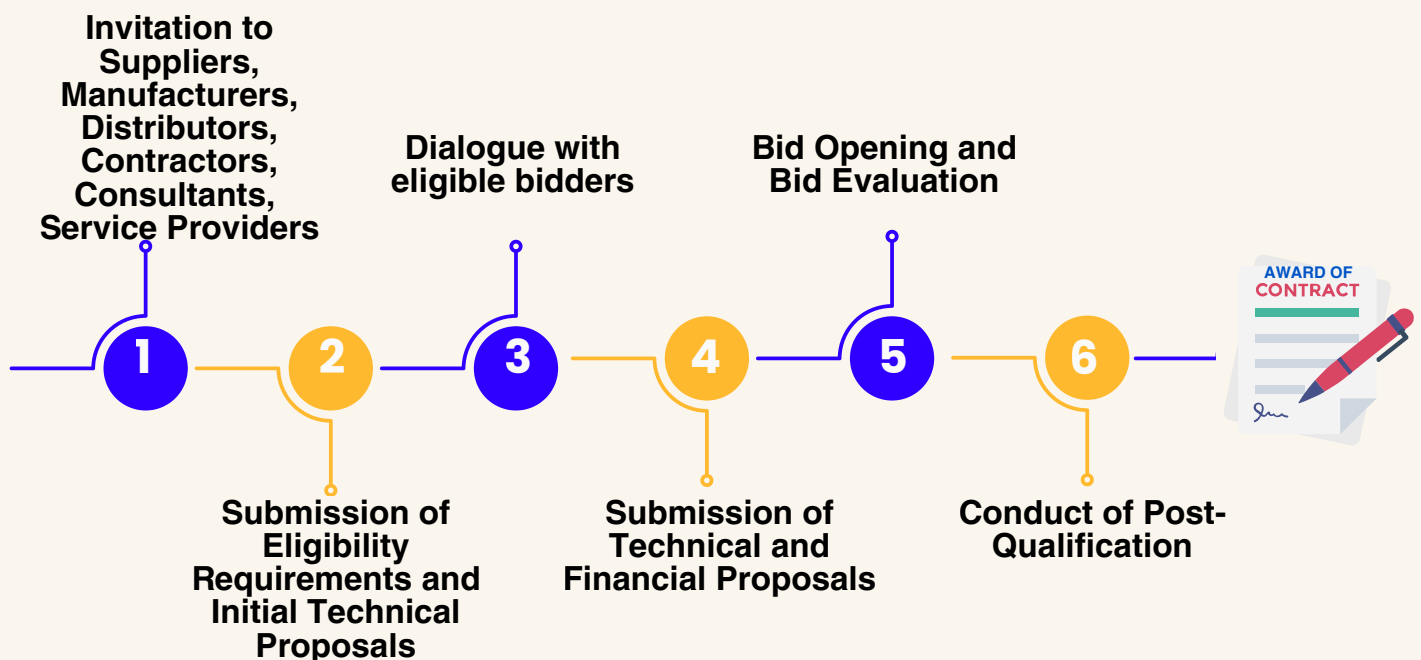 Invitation to
Suppliers,
Manufacturers,
Distributors,
Contractors,
Consultants,
Service Providers
Dialogue with
eligible bidders
Bid Opening and
Bid Evaluation
AWARD OF
CONTRACT
1
2
3
4
5
6
Submission of
Eligibility
Requirements and
Initial Technical
Proposals
Submission of
Technical and
Financial Proposals
Conduct of Post-
Qualification